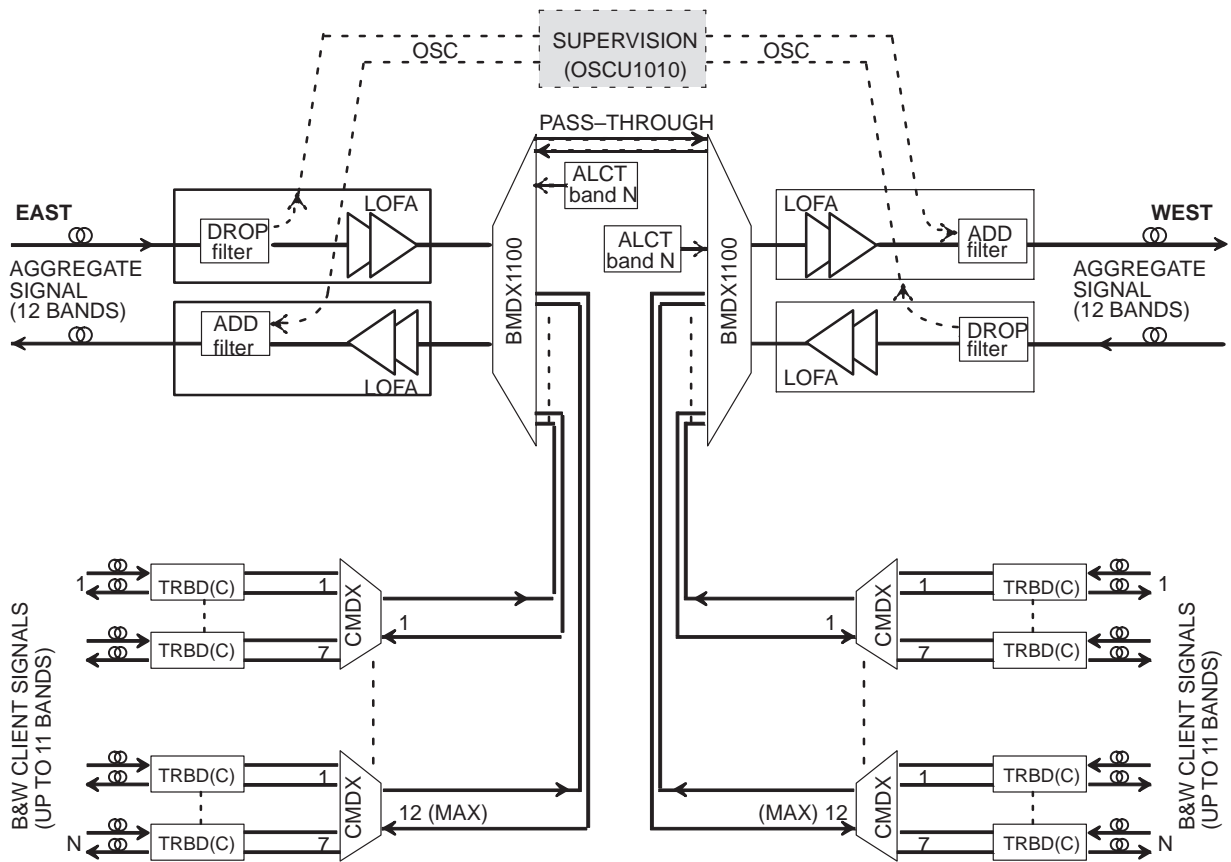 SUPERVISION
(OSCU1010)
OSC
OSC
PASS–THROUGH
ALCT
band N
ALCT
band N
EAST
AGGREGATE
SIGNAL
(12 BANDS)
DROP
filter
LOFA
ADD
filter
LOFA
BMDX1100
BMDX1100
LOFA
ADD
filter
LOFA
DROP
filter
WEST
AGGREGATE
SIGNAL
(12 BANDS)
B&W CLIENT SIGNALS
(UP TO 11 BANDS)
1
TRBD(C)
1
TRBD(C)
7
CMDX
1
TRBD(C)
1
N
TRBD(C)
7
CMDX
12 (MAX)
1
CMDX
1
TRBD(C)
1
7
TRBD(C)
(MAX) 12
CMDX
1
TRBD(C)
7
TRBD(C)
N
B&W CLIENT SIGNALS
(UP TO 11 BANDS)